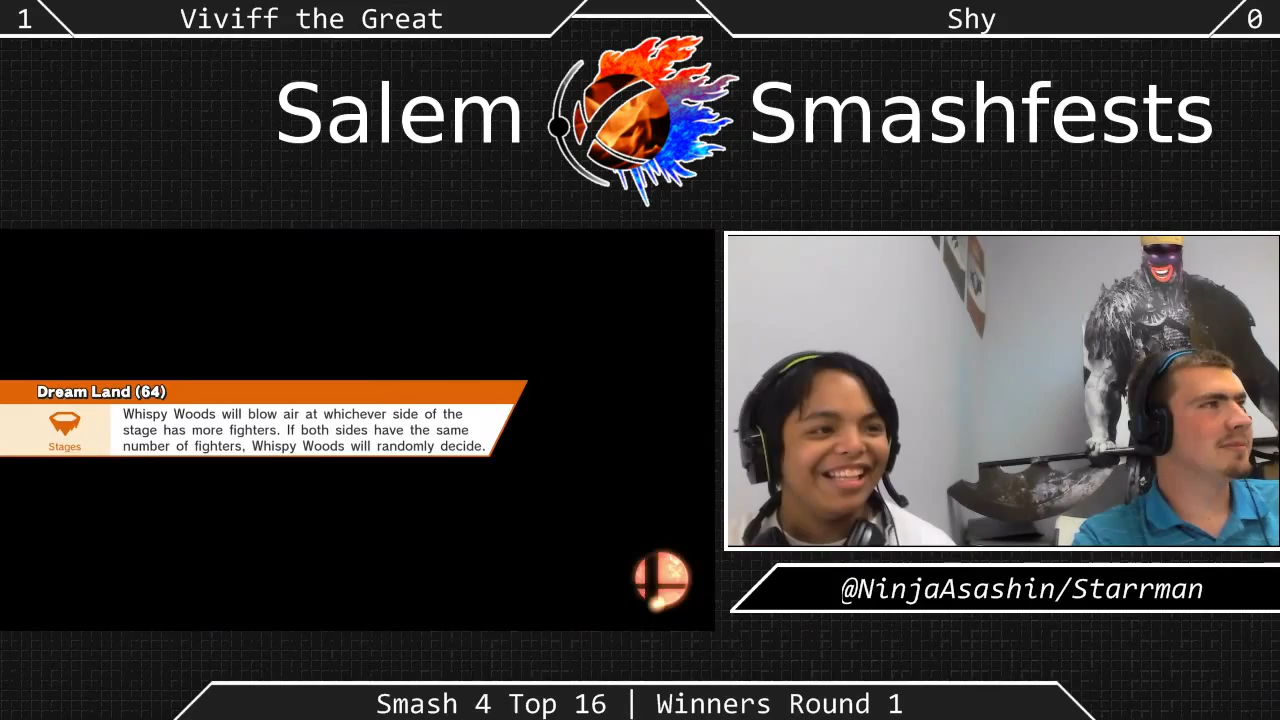 1 Viviff the Great Shy 0
Salem Smashfests
Dream Land (64)
Whispy Woods will blow air at whichever side of the
stage has more fighters. If both sides have the same
number of fighters, Whispy Woods will randomly decide.
Stages
@NinjaAsashin/Starrman
Smash 4 Top 16 | Winners Round 1